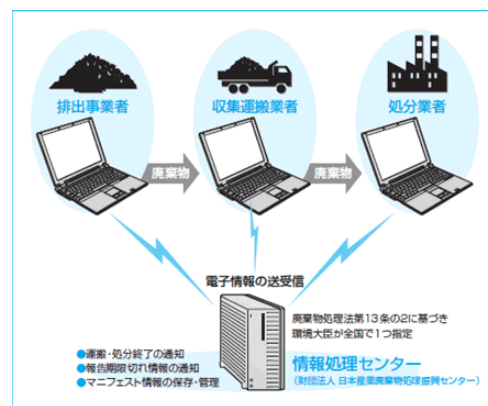 排出事業者
収集運搬業者
処分業者
廃棄物
廃棄物
電子情報の送受信
廃棄物処理法第13条の2に基づき
環境大臣が全国で1つ指定
●運搬・処分終了の通知
●報告期限切れ情報の通知
●マニフェスト情報の保存・管理
情報処理センター
(財団法人 日本産業廃棄物処理振興センター)